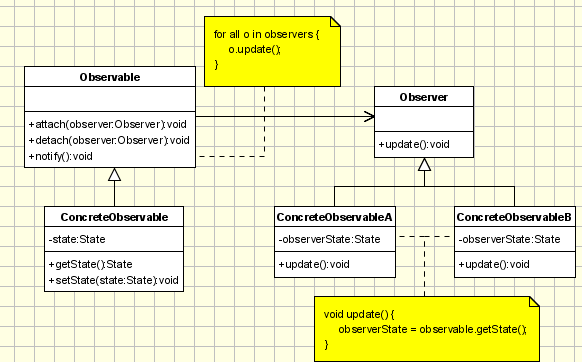 for all o in observers {
o.update();
}
Observable
+attach(observer:Observer):void
+detach(observer:Observer):void
+notify():void
Observer
+update():void
ConcreteObservable
-state:State
+getState():State
+setState(state:State):void
ConcreteObservableA
-observerState:State
+update():void
ConcreteObservableB
-observerState:State
+update():void
void update() {
observerState = observable.getState();
}